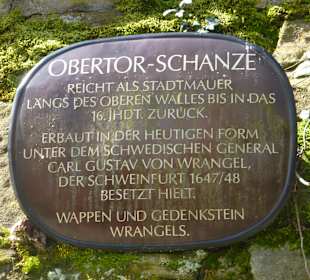 OBERTOR-SCHANZE
REICHT ALS STADTMAUER
LÄNGS DES OBEREN WALLES BIS IN DAS
16. JHDT. ZURÜCK.
ERBAUT IN DER HEUTIGEN FORM
UNTER DEM SCHWEDISCHEN GENERAL
CARL GUSTAV VON WRANGEL,
DER SCHWEINFURT 1647/48
BESETZT HIELT.
WAPPEN UND GEDENKSTEIN
WRANGELS.